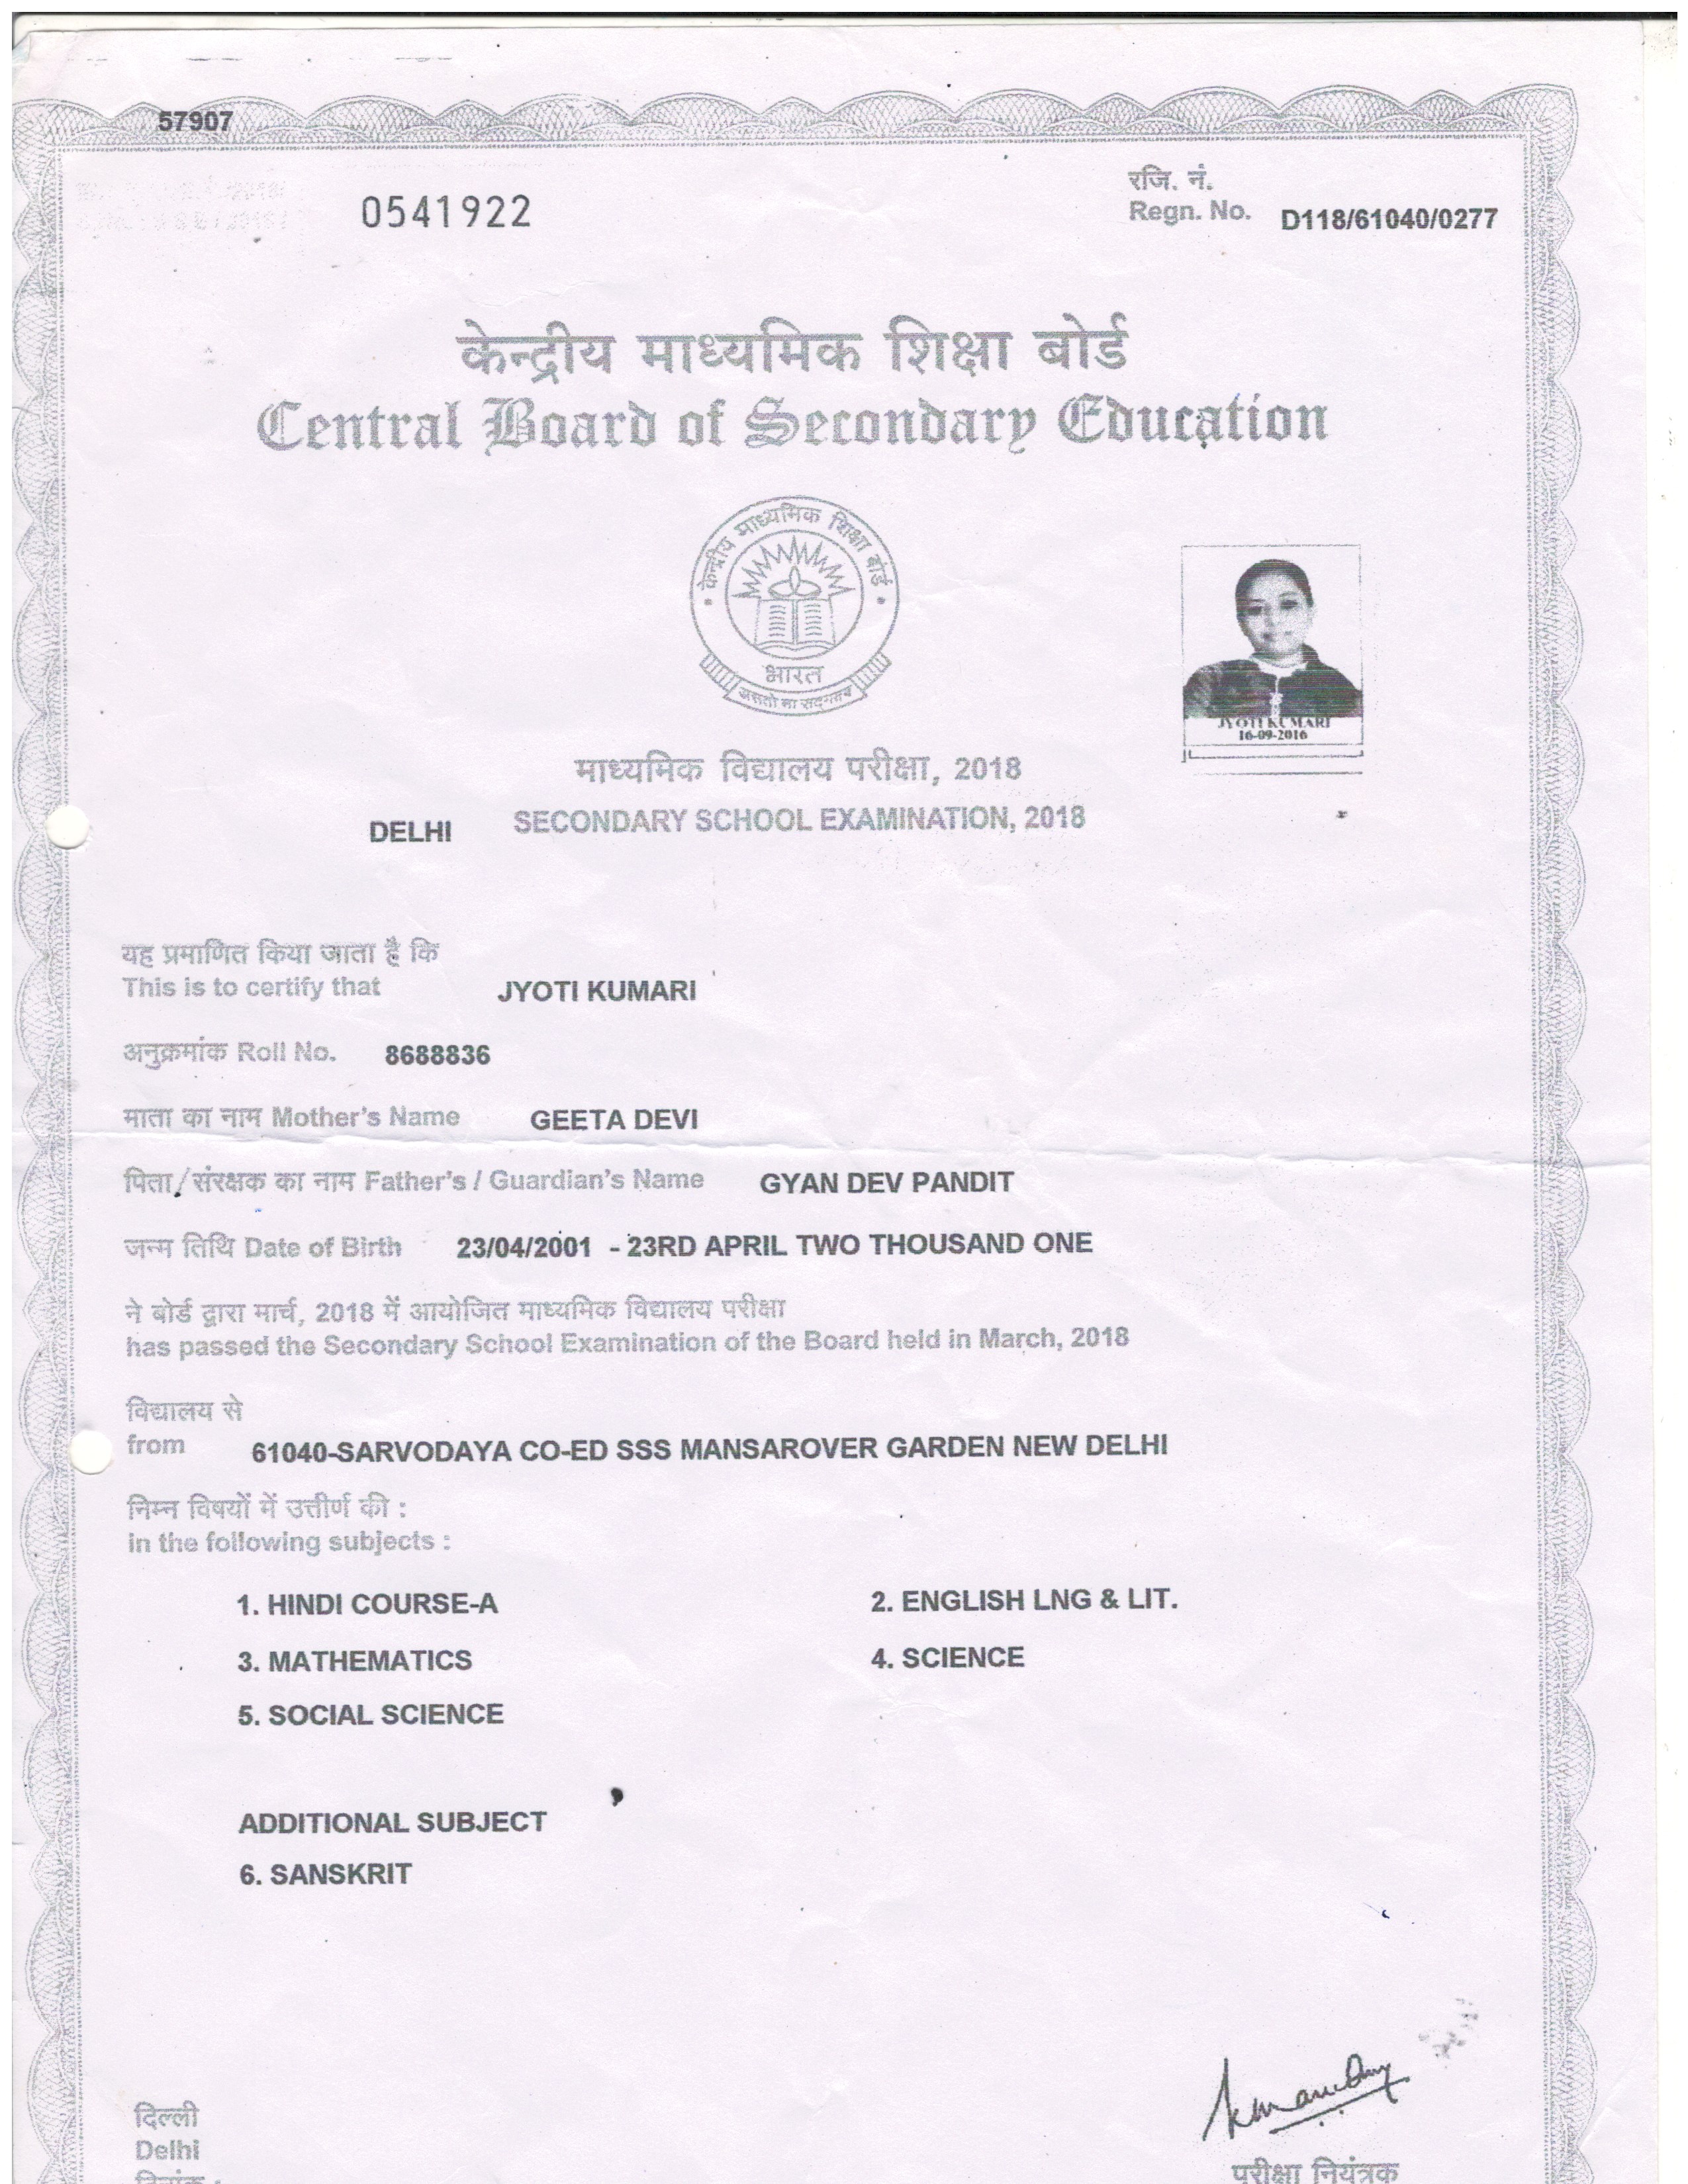 57907
0541922
रजि. नं.
Regn. No. D118/61040/0277
केन्द्रीय माध्यमिक शिक्षा बोर्ड
Central Board of Secondary Education
केन्द्रीय माध्यमिक शिक्षा बोर्ड
भारत
असतो मा सद्गमय
JYOTI KUMARI
16-09-2016
माध्यमिक विद्यालय परीक्षा, 2018
DELHI SECONDARY SCHOOL EXAMINATION, 2018
यह प्रमाणित किया जाता है कि
This is to certify that JYOTI KUMARI
अनुक्रमांक Roll No. 8688836
माता का नाम Mother's Name GEETA DEVI
पिता/संरक्षक का नाम Father's / Guardian's Name GYAN DEV PANDIT
जन्म तिथि Date of Birth 23/04/2001 - 23RD APRIL TWO THOUSAND ONE
ने बोर्ड द्वारा मार्च, 2018 में आयोजित माध्यमिक विद्यालय परीक्षा
has passed the Secondary School Examination of the Board held in March, 2018
विद्यालय से
from 61040-SARVODAYA CO-ED SSS MANSAROVER GARDEN NEW DELHI
निम्न विषयों में उत्तीर्ण की :
in the following subjects :
1. HINDI COURSE-A 2. ENGLISH LNG & LIT.
3. MATHEMATICS 4. SCIENCE
5. SOCIAL SCIENCE
ADDITIONAL SUBJECT
6. SANSKRIT
दिल्ली
Delhi
दिनांक :
परीक्षा नियंत्रक